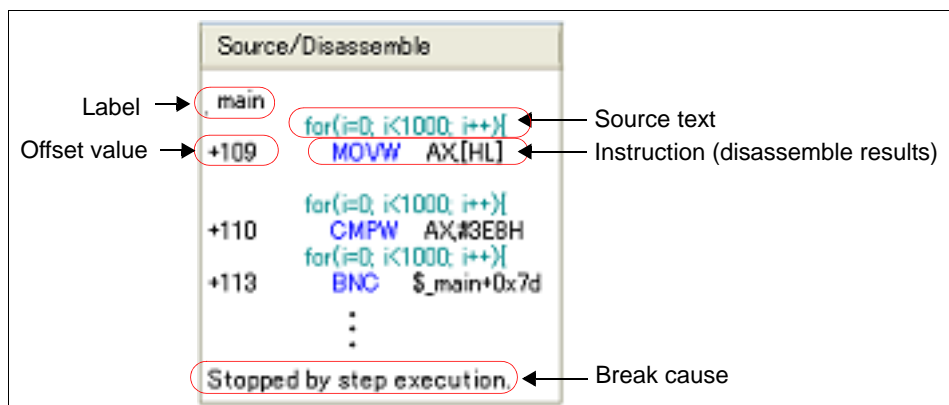 Source/Disassemble
Label
_main
for(i=0; i<1000; i++){
Source text
Offset value
+109 MOVW AX,[HL]
Instruction (disassemble results)
for(i=0; i<1000; i++){
+110 CMPW AX,#3E8H
for(i=0; i<1000; i++){
+113 BNC $_main+0x7d
Stopped by step execution.
Break cause